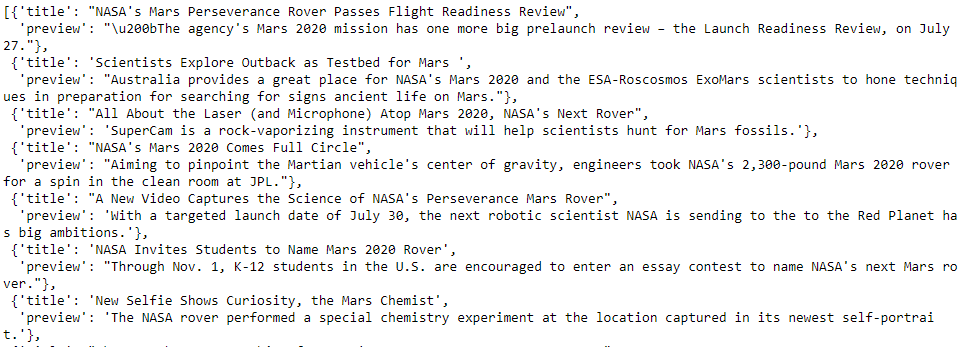 [{'title': "NASA's Mars Perseverance Rover Passes Flight Readiness Review",
'preview': "\u200bThe agency's Mars 2020 mission has one more big prelaunch review – the Launch Readiness Review, on July
27."},
{'title': 'Scientists Explore Outback as Testbed for Mars ',
'preview': "Australia provides a great place for NASA's Mars 2020 and the ESA-Roscosmos ExoMars scientists to hone techniq
ues in preparation for searching for signs ancient life on Mars."},
{'title': "All About the Laser (and Microphone) Atop Mars 2020, NASA's Next Rover",
'preview': 'SuperCam is a rock-vaporizing instrument that will help scientists hunt for Mars fossils.'},
{'title': "NASA's Mars 2020 Comes Full Circle",
'preview': "Aiming to pinpoint the Martian vehicle's center of gravity, engineers took NASA's 2,300-pound Mars 2020 rover
for a spin in the clean room at JPL."},
{'title': "A New Video Captures the Science of NASA's Perseverance Mars Rover",
'preview': 'With a targeted launch date of July 30, the next robotic scientist NASA is sending to the to the Red Planet ha
s big ambitions.'},
{'title': 'NASA Invites Students to Name Mars 2020 Rover',
'preview': "Through Nov. 1, K-12 students in the U.S. are encouraged to enter an essay contest to name NASA's next Mars ro
ver."},
{'title': 'New Selfie Shows Curiosity, the Mars Chemist',
'preview': 'The NASA rover performed a special chemistry experiment at the location captured in its newest self-portrai
t.'},